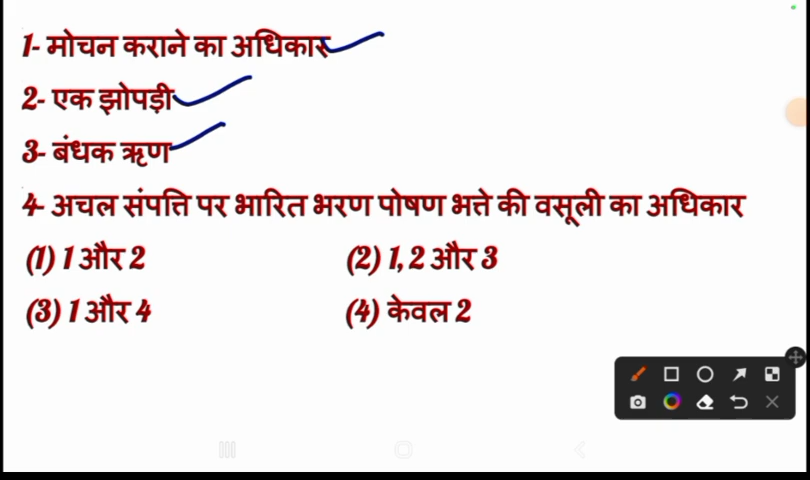 1- मोचन कराने का अधिकार
2- एक झोपड़ी
3- बंधक ऋण
4- अचल संपत्ति पर भारित भरण पोषण भत्ते की वसूली का अधिकार
(1) 1 और 2 (2) 1, 2 और 3
(3) 1 और 4 (4) केवल 2